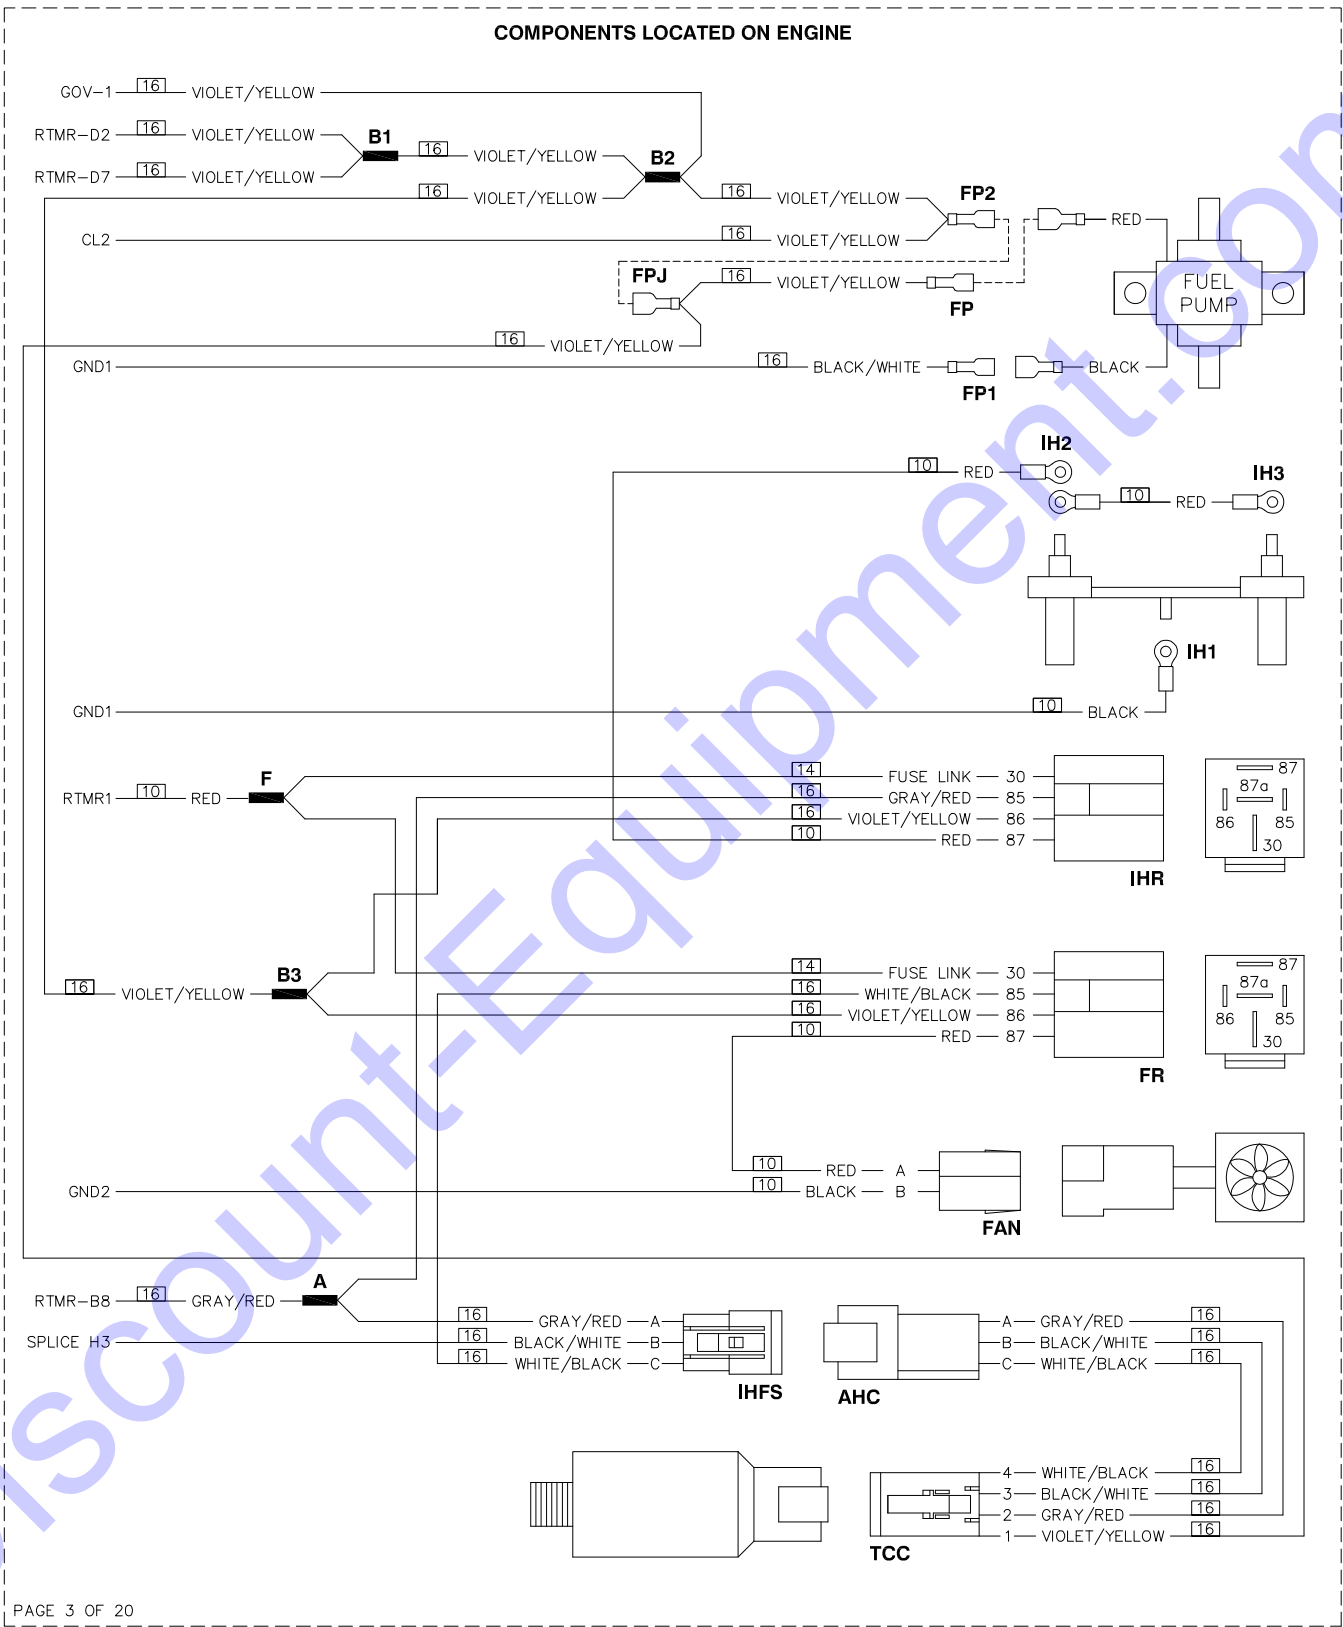 COMPONENTS LOCATED ON ENGINE
GOV-1 16 VIOLET/YELLOW
RTMR-D2 16 VIOLET/YELLOW
B1
16 VIOLET/YELLOW
B2
RTMR-D7 16 VIOLET/YELLOW
16 VIOLET/YELLOW
16 VIOLET/YELLOW
FP2
RED
CL2 16 VIOLET/YELLOW
FPJ
16 VIOLET/YELLOW
FP
FUEL
PUMP
16 VIOLET/YELLOW
GND1 16 BLACK/WHITE
FP1
BLACK
IH2
10 RED
IH3
10 RED
IH1
GND1 10 BLACK
F
RTMR1 10 RED
14 FUSE LINK 30
16 GRAY/RED 85
16 VIOLET/YELLOW 86
10 RED 87
IHR
87
87a
86 85
30
B3
16 VIOLET/YELLOW
14 FUSE LINK 30
16 WHITE/BLACK 85
16 VIOLET/YELLOW 86
10 RED 87
FR
87
87a
86 85
30
10 RED A
GND2 10 BLACK B
FAN
A
RTMR-B8 16 GRAY/RED
16 GRAY/RED A
SPLICE H3 16 BLACK/WHITE B
16 WHITE/BLACK C
IHFS
AHC
A GRAY/RED 16
B BLACK/WHITE 16
C WHITE/BLACK 16
4 WHITE/BLACK 16
3 BLACK/WHITE 16
2 GRAY/RED 16
1 VIOLET/YELLOW 16
TCC
PAGE 3 OF 20
iscount-Equipment.com